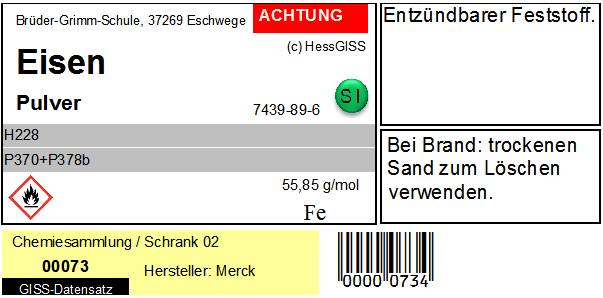 Brüder-Grimm-Schule, 37269 Eschwege
ACHTUNG
(c) HessGISS
Eisen
SI
Pulver
7439-89-6
H228
P370+P378b
55,85 g/mol
Fe
Entzündbarer Feststoff.
Bei Brand: trockenen
Sand zum Löschen
verwenden.
Chemiesammlung / Schrank 02
00073
Hersteller: Merck
GISS-Datensatz
0000 0734